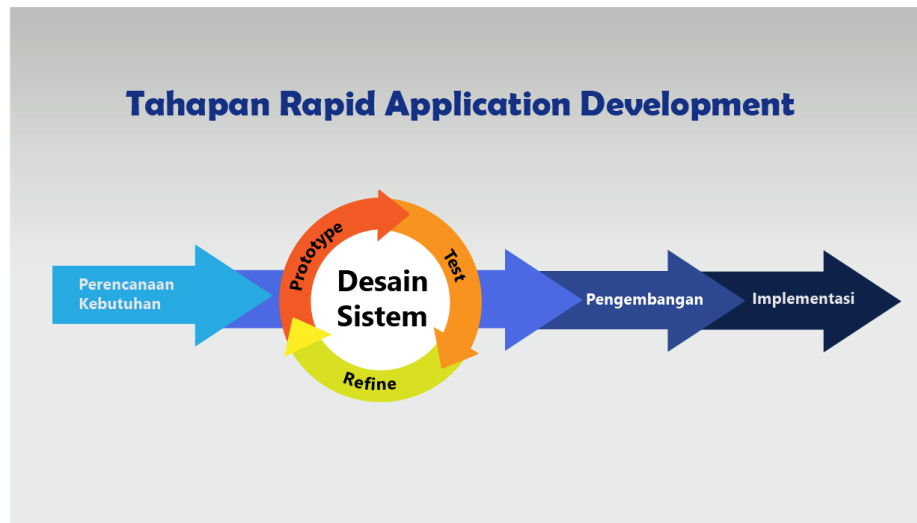 Tahapan Rapid Application Development
Perencanaan
Kebutuhan
Prototype
Test
Refine
Desain
Sistem
Pengembangan
Implementasi